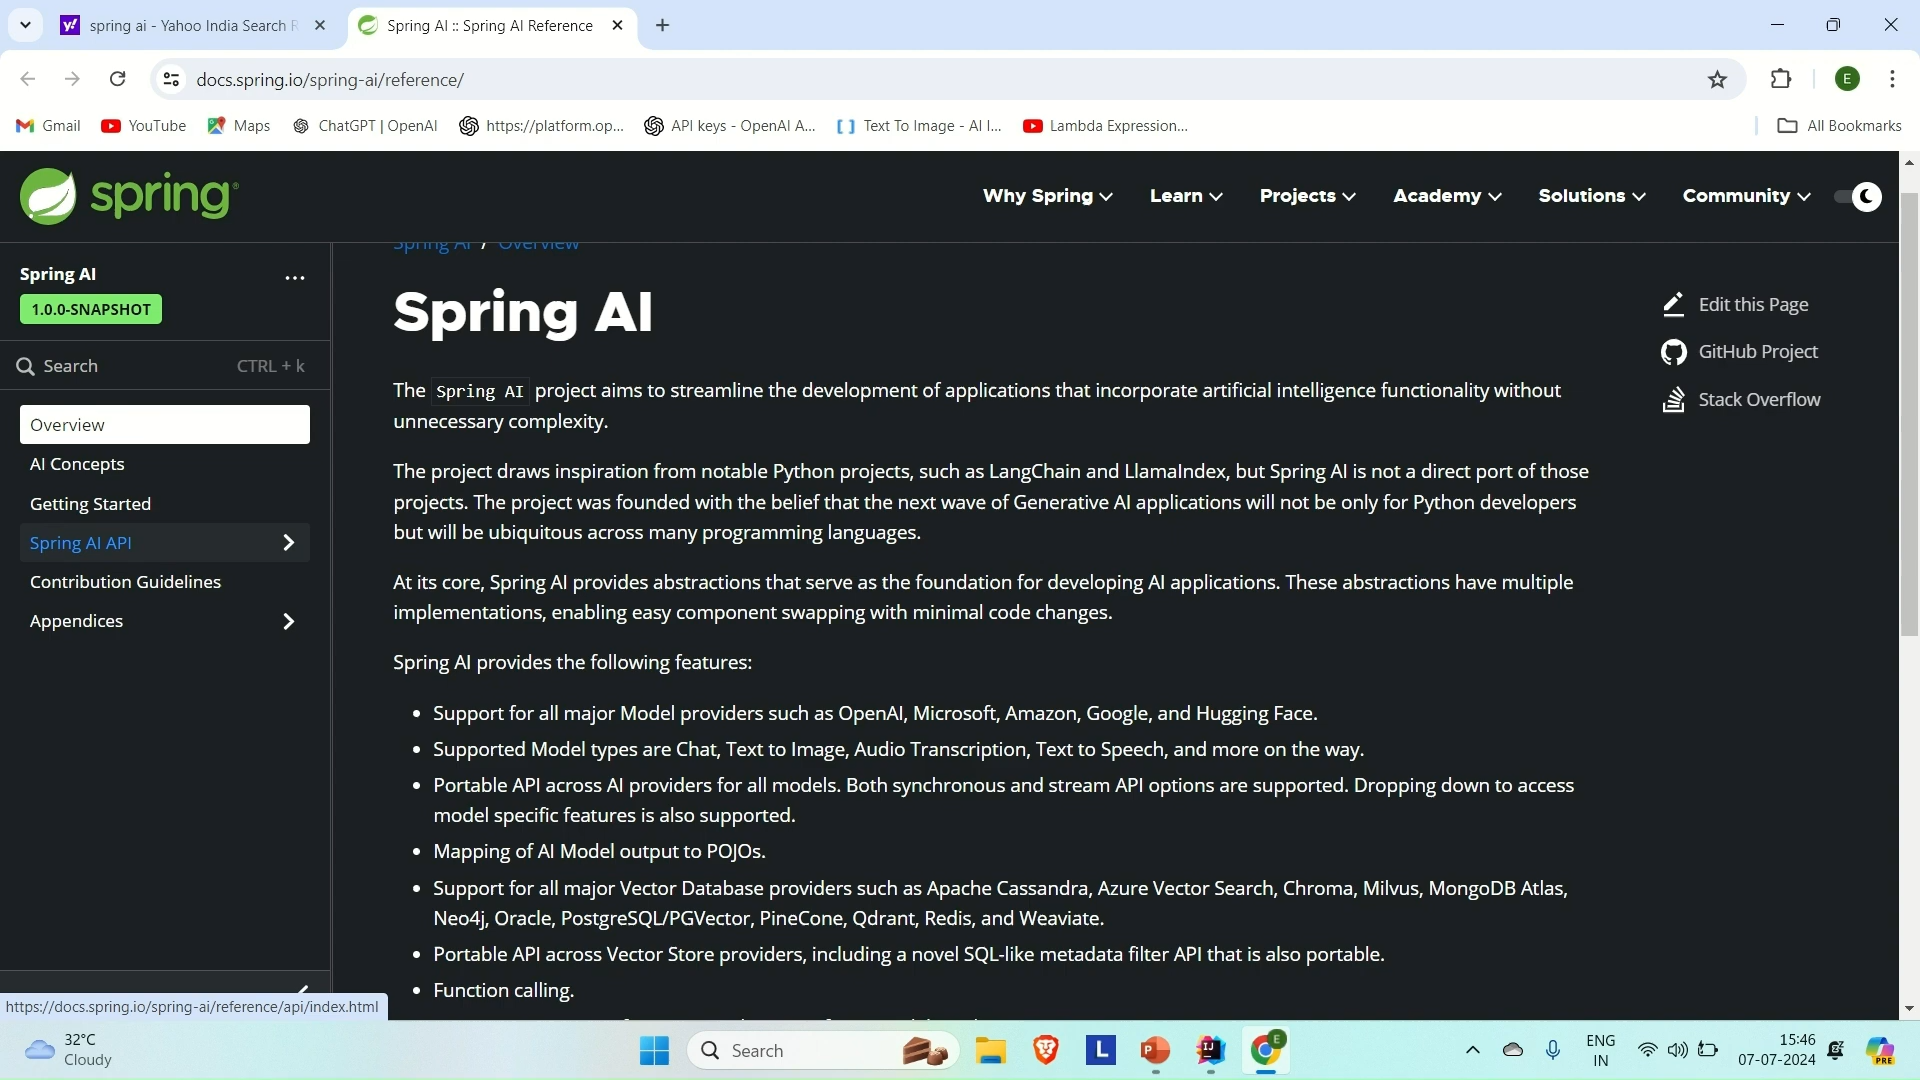 spring ai - Yahoo India Search R
Spring AI :: Spring AI Reference
docs.spring.io/spring-ai/reference/
Gmail
YouTube
Maps
ChatGPT | OpenAI
https://platform.op...
API keys - OpenAI A...
Text To Image - AI I...
Lambda Expression...
All Bookmarks
E
spring
Why Spring
Learn
Projects
Academy
Solutions
Community
Spring AI / Overview
Spring AI
1.0.0-SNAPSHOT
Search CTRL + k
Overview
AI Concepts
Getting Started
Spring AI API
Contribution Guidelines
Appendices
Spring AI
The Spring AI project aims to streamline the development of applications that incorporate artificial intelligence functionality without
unnecessary complexity.
The project draws inspiration from notable Python projects, such as LangChain and LlamaIndex, but Spring AI is not a direct port of those
projects. The project was founded with the belief that the next wave of Generative AI applications will not be only for Python developers
but will be ubiquitous across many programming languages.
At its core, Spring AI provides abstractions that serve as the foundation for developing AI applications. These abstractions have multiple
implementations, enabling easy component swapping with minimal code changes.
Spring AI provides the following features:
• Support for all major Model providers such as OpenAI, Microsoft, Amazon, Google, and Hugging Face.
• Supported Model types are Chat, Text to Image, Audio Transcription, Text to Speech, and more on the way.
• Portable API across AI providers for all models. Both synchronous and stream API options are supported. Dropping down to access
model specific features is also supported.
• Mapping of AI Model output to POJOs.
• Support for all major Vector Database providers such as Apache Cassandra, Azure Vector Search, Chroma, Milvus, MongoDB Atlas,
Neo4j, Oracle, PostgreSQL/PGVector, PineCone, Qdrant, Redis, and Weaviate.
• Portable API across Vector Store providers, including a novel SQL-like metadata filter API that is also portable.
• Function calling.
Edit this Page
GitHub Project
Stack Overflow
https://docs.spring.io/spring-ai/reference/api/index.html
32°C
Cloudy
Search
L
P
IJ
E
ENG
IN
15:46
07-07-2024
PRE